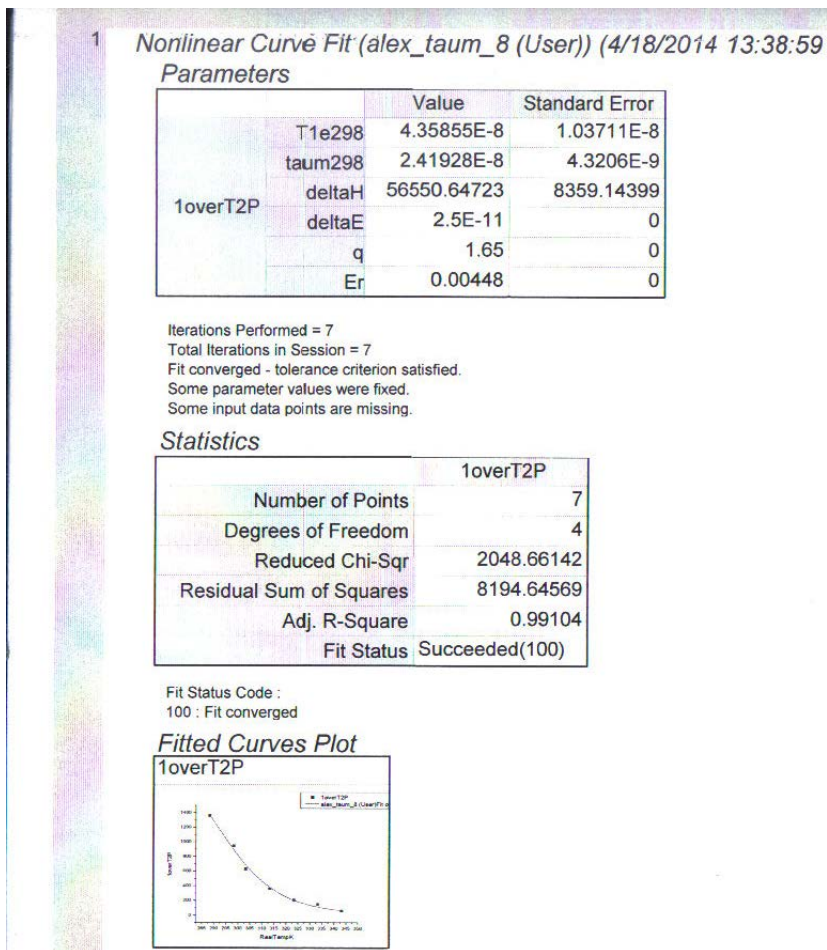 1 Nonlinear Curve Fit (alex_taum_8 (User)) (4/18/2014 13:38:59
Parameters
Value Standard Error
1overT2P
T1e298 4.35855E-8 1.03711E-8
taum298 2.41928E-8 4.3206E-9
deltaH 56550.64723 8359.14399
deltaE 2.5E-11 0
q 1.65 0
Er 0.00448 0
Iterations Performed = 7
Total Iterations in Session = 7
Fit converged - tolerance criterion satisfied.
Some parameter values were fixed.
Some input data points are missing.
Statistics
1overT2P
Number of Points 7
Degrees of Freedom 4
Reduced Chi-Sqr 2048.66142
Residual Sum of Squares 8194.64569
Adj. R-Square 0.99104
Fit Status Succeeded(100)
Fit Status Code :
100 : Fit converged
Fitted Curves Plot
1overT2P